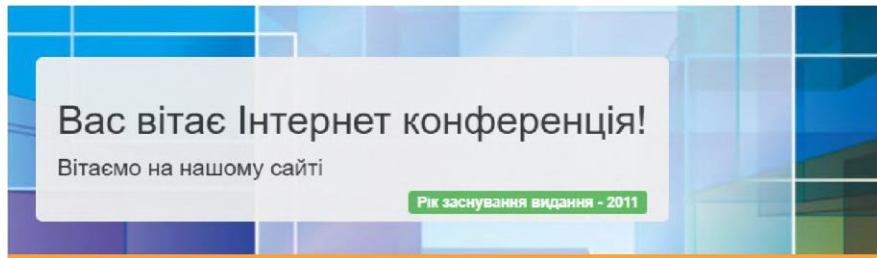 Вас вітає Інтернет конференція!
Вітаємо на нашому сайті
Рік заснування видання - 2011